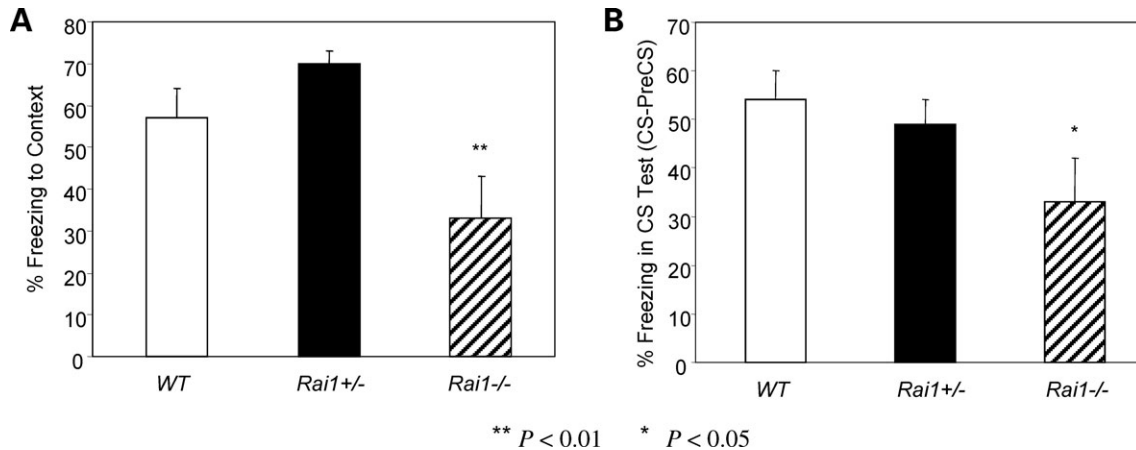 A
% Freezing to Context
80
70
60
50
40
30
20
10
0
**
WT Rai1+/- Rai1-/-
B
% Freezing in CS Test (CS-PreCS)
70
60
50
40
30
20
10
0
*
WT Rai1+/- Rai1-/-
** P < 0.01 * P < 0.05